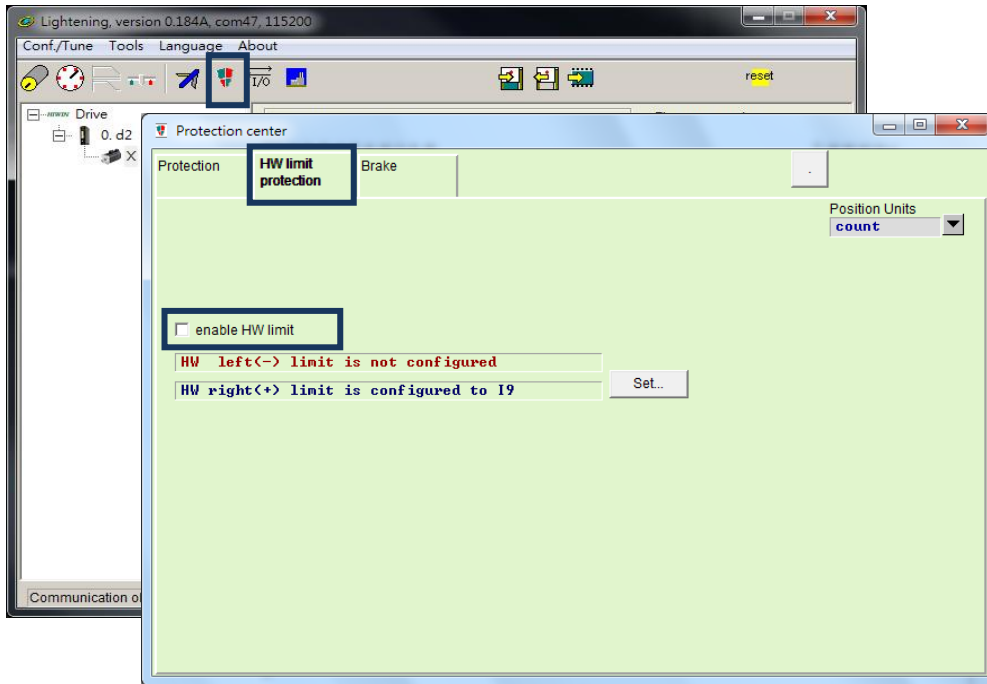 Lightening, version 0.184A, com47, 115200
Conf./Tune Tools Language About
I/O
reset
HIWIN Drive
0. d2
X
Protection center
Protection
HW limit
protection
Brake
.
Position Units
count
enable HW limit
HW left(-) limit is not configured
HW right(+) limit is configured to I9
Set...
Communication